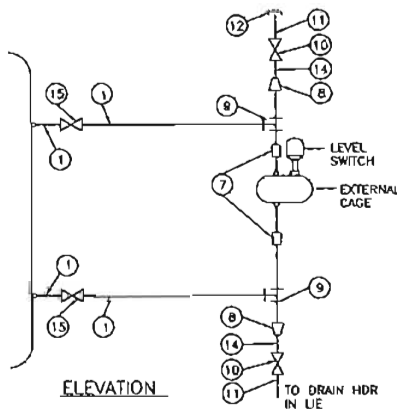 12
11
10
14
8
15
1
9
1
LEVEL
SWITCH
7
EXTERNAL
CAGE
1
9
15
1
8
14
10
11
TO DRAIN HDR
IN LIE
ELEVATION